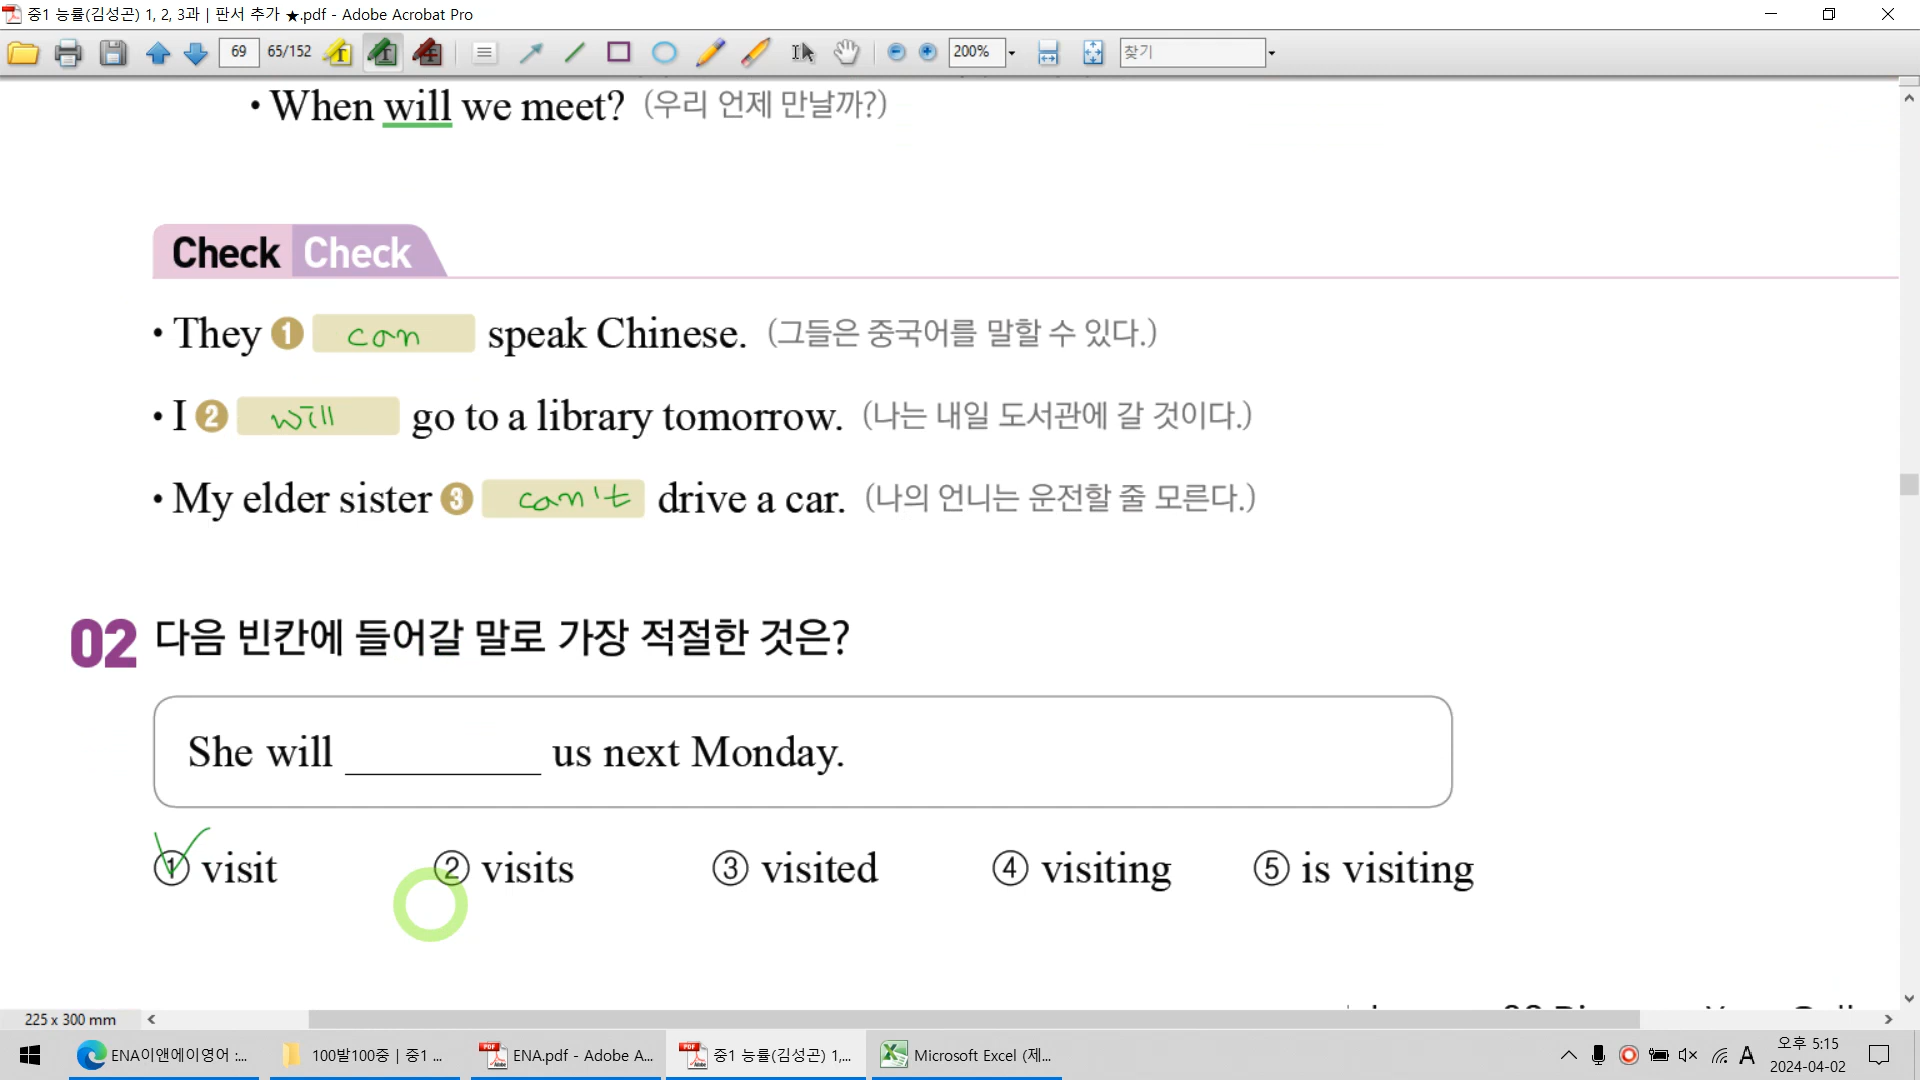 중1 능률(김성곤) 1, 2, 3과 | 판서 추가 ★.pdf - Adobe Acrobat Pro
69 65/152 200% 찾기
• When will we meet? (우리 언제 만날까?)
Check Check
• They ① can speak Chinese. (그들은 중국어를 말할 수 있다.)
• I ② will go to a library tomorrow. (나는 내일 도서관에 갈 것이다.)
• My elder sister ③ can't drive a car. (나의 언니는 운전할 줄 모른다.)
02 다음 빈칸에 들어갈 말로 가장 적절한 것은?
She will _________ us next Monday.
① visit ② visits ③ visited ④ visiting ⑤ is visiting
225 x 300 mm
ENA이앤에이영어 :... 100발100중 | 중1 ... ENA.pdf - Adobe A... 중1 능률(김성곤) 1,... Microsoft Excel (제... A 오후 5:15
2024-04-02